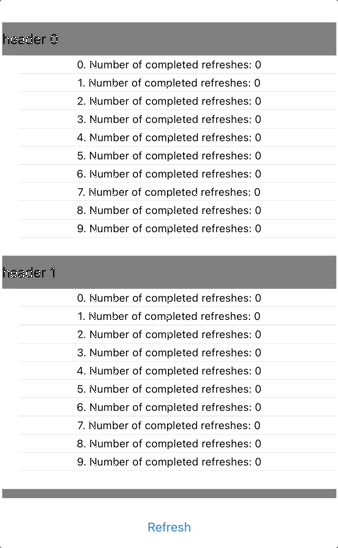 header 0
0. Number of completed refreshes: 0
1. Number of completed refreshes: 0
2. Number of completed refreshes: 0
3. Number of completed refreshes: 0
4. Number of completed refreshes: 0
5. Number of completed refreshes: 0
6. Number of completed refreshes: 0
7. Number of completed refreshes: 0
8. Number of completed refreshes: 0
9. Number of completed refreshes: 0
header 1
0. Number of completed refreshes: 0
1. Number of completed refreshes: 0
2. Number of completed refreshes: 0
3. Number of completed refreshes: 0
4. Number of completed refreshes: 0
5. Number of completed refreshes: 0
6. Number of completed refreshes: 0
7. Number of completed refreshes: 0
8. Number of completed refreshes: 0
9. Number of completed refreshes: 0
Refresh